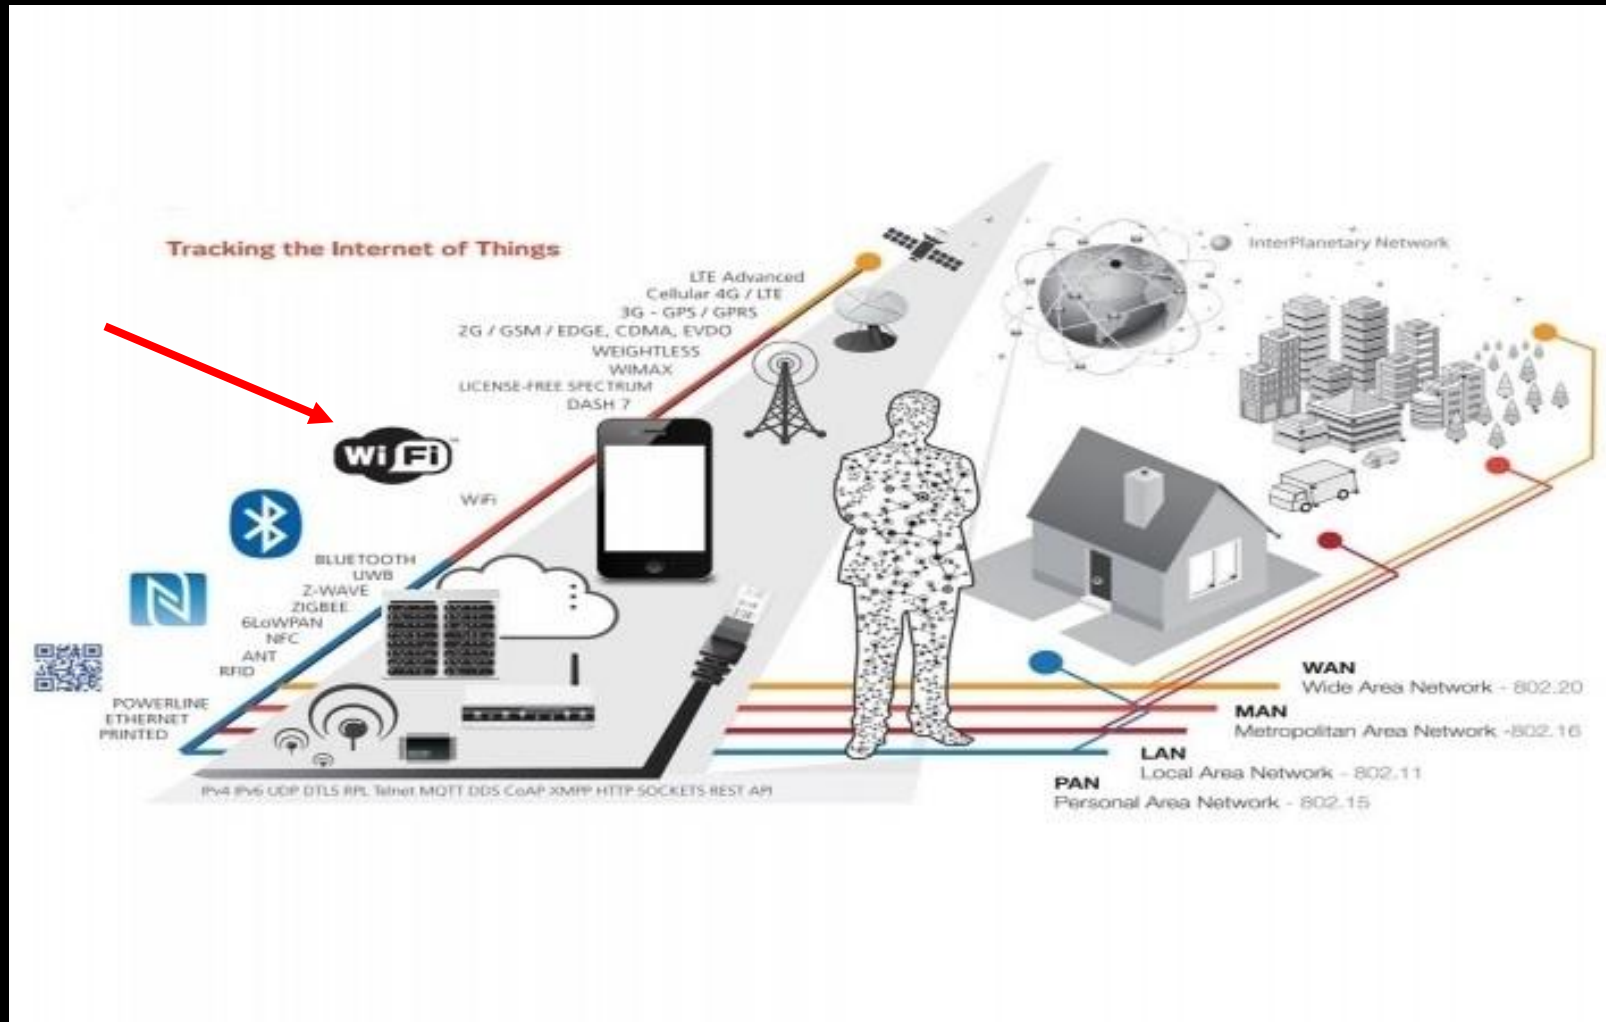 Tracking the Internet of Things
InterPlanetary Network
LTE Advanced
Cellular 4G / LTE
3G - GPS / GPRS
2G / GSM / EDGE, CDMA, EVDO
WEIGHTLESS
WIMAX
LICENSE-FREE SPECTRUM
DASH 7
Wi Fi
WiFi
BLUETOOTH
UWB
Z-WAVE
ZIGBEE
6LoWPAN
NFC
ANT
RFID
POWERLINE
ETHERNET
PRINTED
IPv4 IPv6 UDP DTLS RPL Telnet MQTT DDS CoAP XMPP HTTP SOCKETS REST API
WAN
Wide Area Network - 802.20
MAN
Metropolitan Area Network -802.16
LAN
Local Area Network - 802.11
PAN
Personal Area Network - 802.15